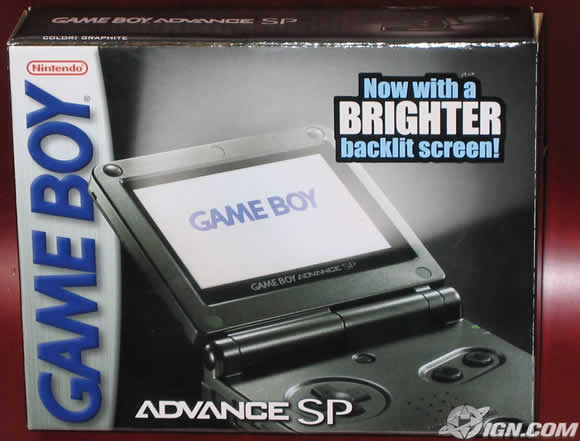 GAME BOY ADVANCE SP
COLOR: GRAPHITE
Nintendo®
GAME BOY
Now with a
BRIGHTER
backlit screen!
GAME BOY
GAME BOY ADVANCE SP
ADVANCE SP
IGN.COM